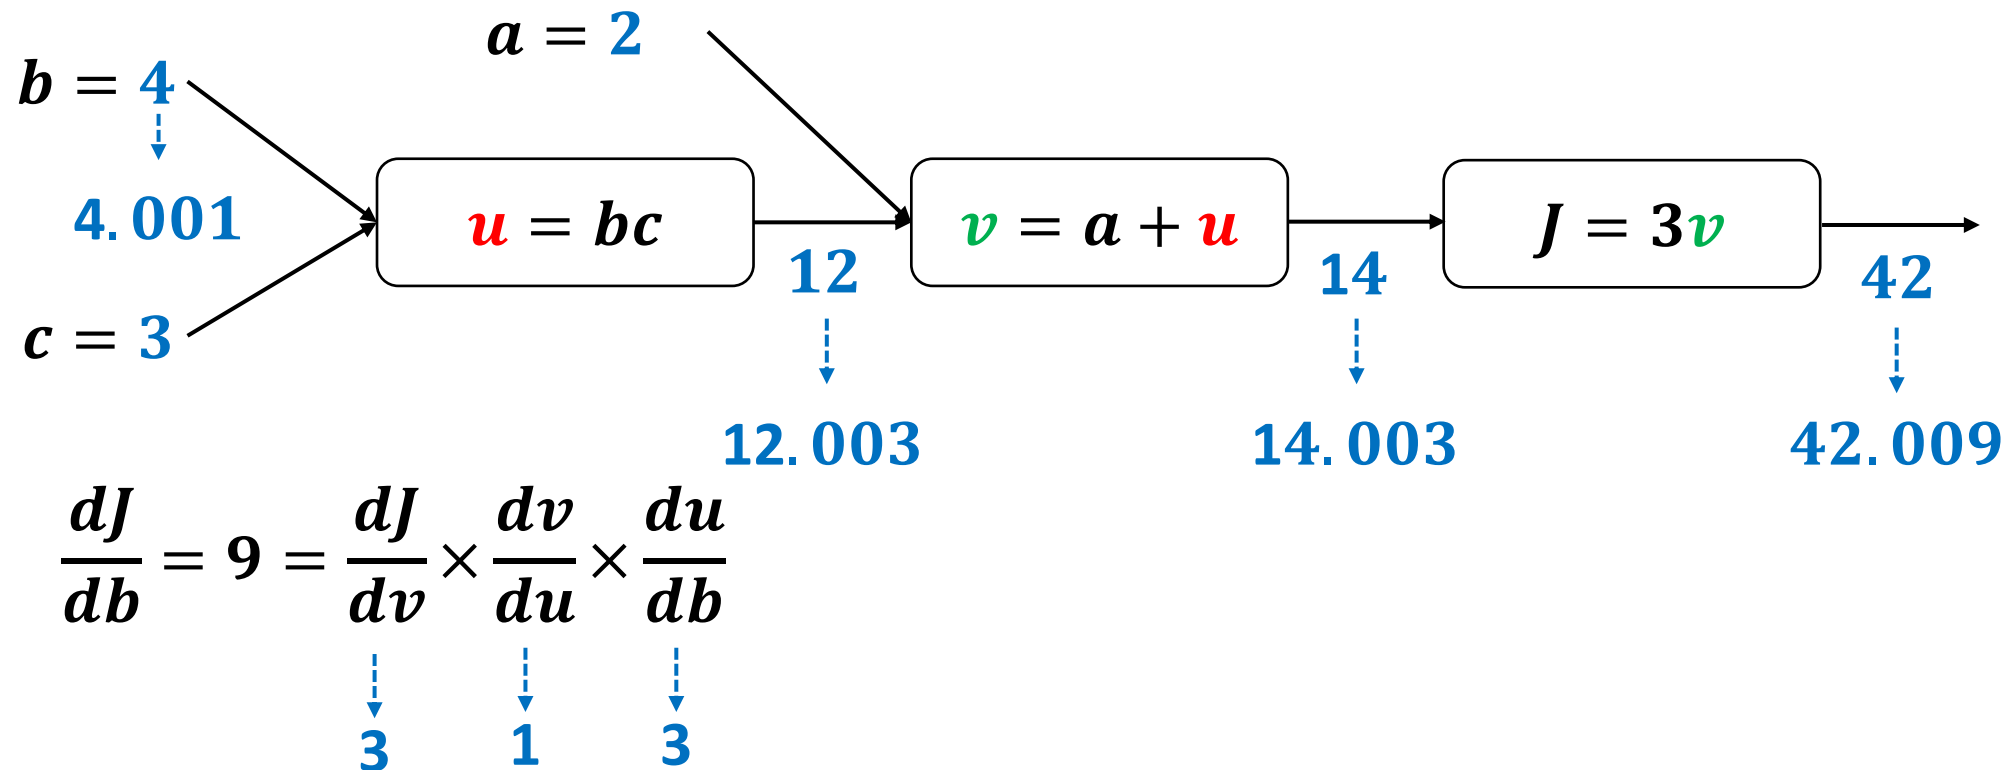 a = 2
b = 4
4.001
c = 3
u = bc
v = a + u
J = 3v
12
14
42
12.003
14.003
42.009
dJ/db = 9 = dJ/dv × dv/du × du/db
3 1 3